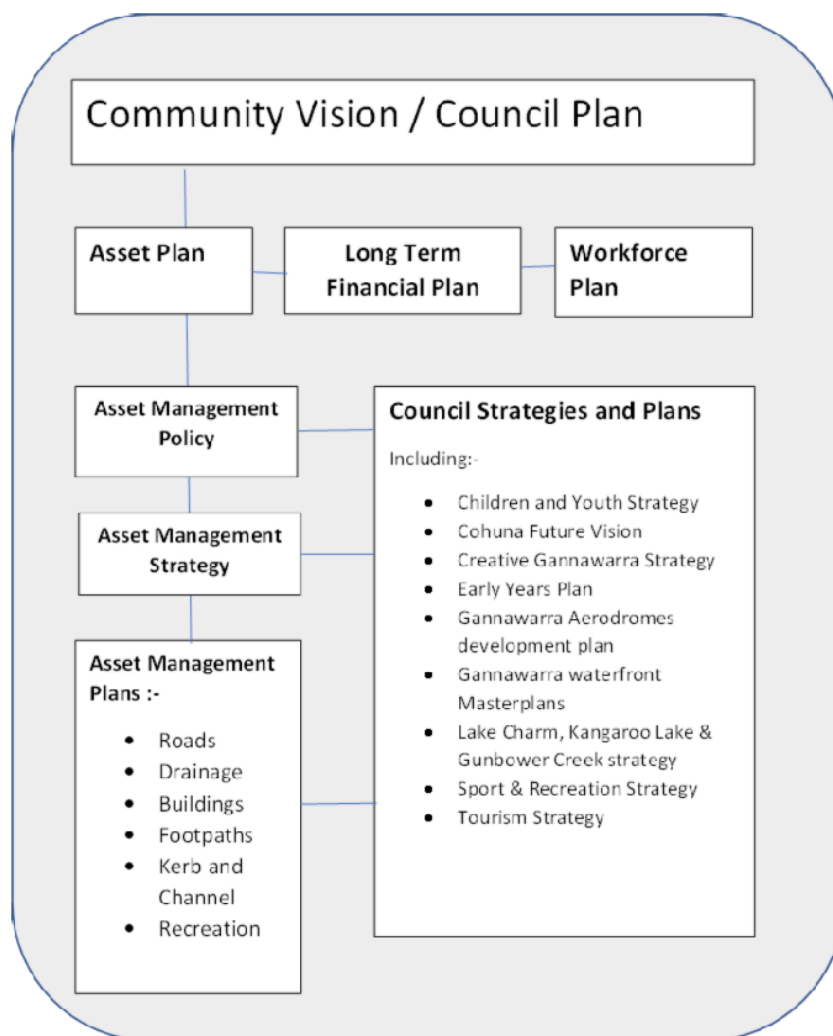 Community Vision / Council Plan
Asset Plan
Long Term
Financial Plan
Workforce
Plan
Asset Management
Policy
Asset Management
Strategy
Asset Management
Plans :-
• Roads
• Drainage
• Buildings
• Footpaths
• Kerb and
Channel
• Recreation
Council Strategies and Plans
Including:-
• Children and Youth Strategy
• Cohuna Future Vision
• Creative Gannawarra Strategy
• Early Years Plan
• Gannawarra Aerodromes
development plan
• Gannawarra waterfront
Masterplans
• Lake Charm, Kangaroo Lake &
Gunbower Creek strategy
• Sport & Recreation Strategy
• Tourism Strategy